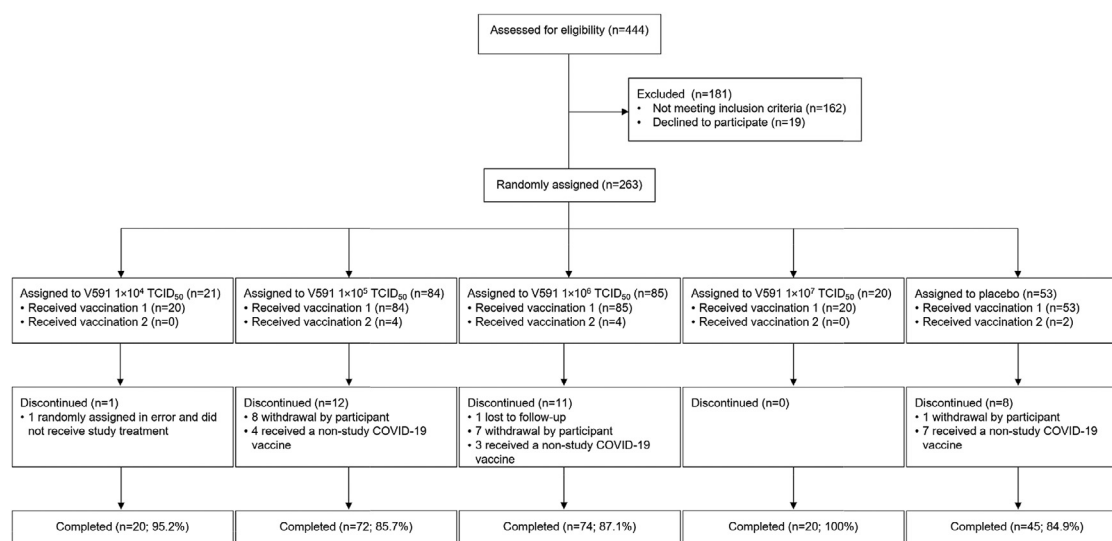 Assessed for eligibility (n=444)
Excluded (n=181)
• Not meeting inclusion criteria (n=162)
• Declined to participate (n=19)
Randomly assigned (n=263)
Assigned to V591 1×10⁴ TCID₅₀ (n=21)
• Received vaccination 1 (n=20)
• Received vaccination 2 (n=0)
Assigned to V591 1×10⁵ TCID₅₀ (n=84)
• Received vaccination 1 (n=84)
• Received vaccination 2 (n=4)
Assigned to V591 1×10⁶ TCID₅₀ (n=85)
• Received vaccination 1 (n=85)
• Received vaccination 2 (n=4)
Assigned to V591 1×10⁷ TCID₅₀ (n=20)
• Received vaccination 1 (n=20)
• Received vaccination 2 (n=0)
Assigned to placebo (n=53)
• Received vaccination 1 (n=53)
• Received vaccination 2 (n=2)
Discontinued (n=1)
• 1 randomly assigned in error and did
not receive study treatment
Discontinued (n=12)
• 8 withdrawal by participant
• 4 received a non-study COVID-19
vaccine
Discontinued (n=11)
• 1 lost to follow-up
• 7 withdrawal by participant
• 3 received a non-study COVID-19
vaccine
Discontinued (n=0)
Discontinued (n=8)
• 1 withdrawal by participant
• 7 received a non-study COVID-19
vaccine
Completed (n=20; 95.2%)
Completed (n=72; 85.7%)
Completed (n=74; 87.1%)
Completed (n=20; 100%)
Completed (n=45; 84.9%)